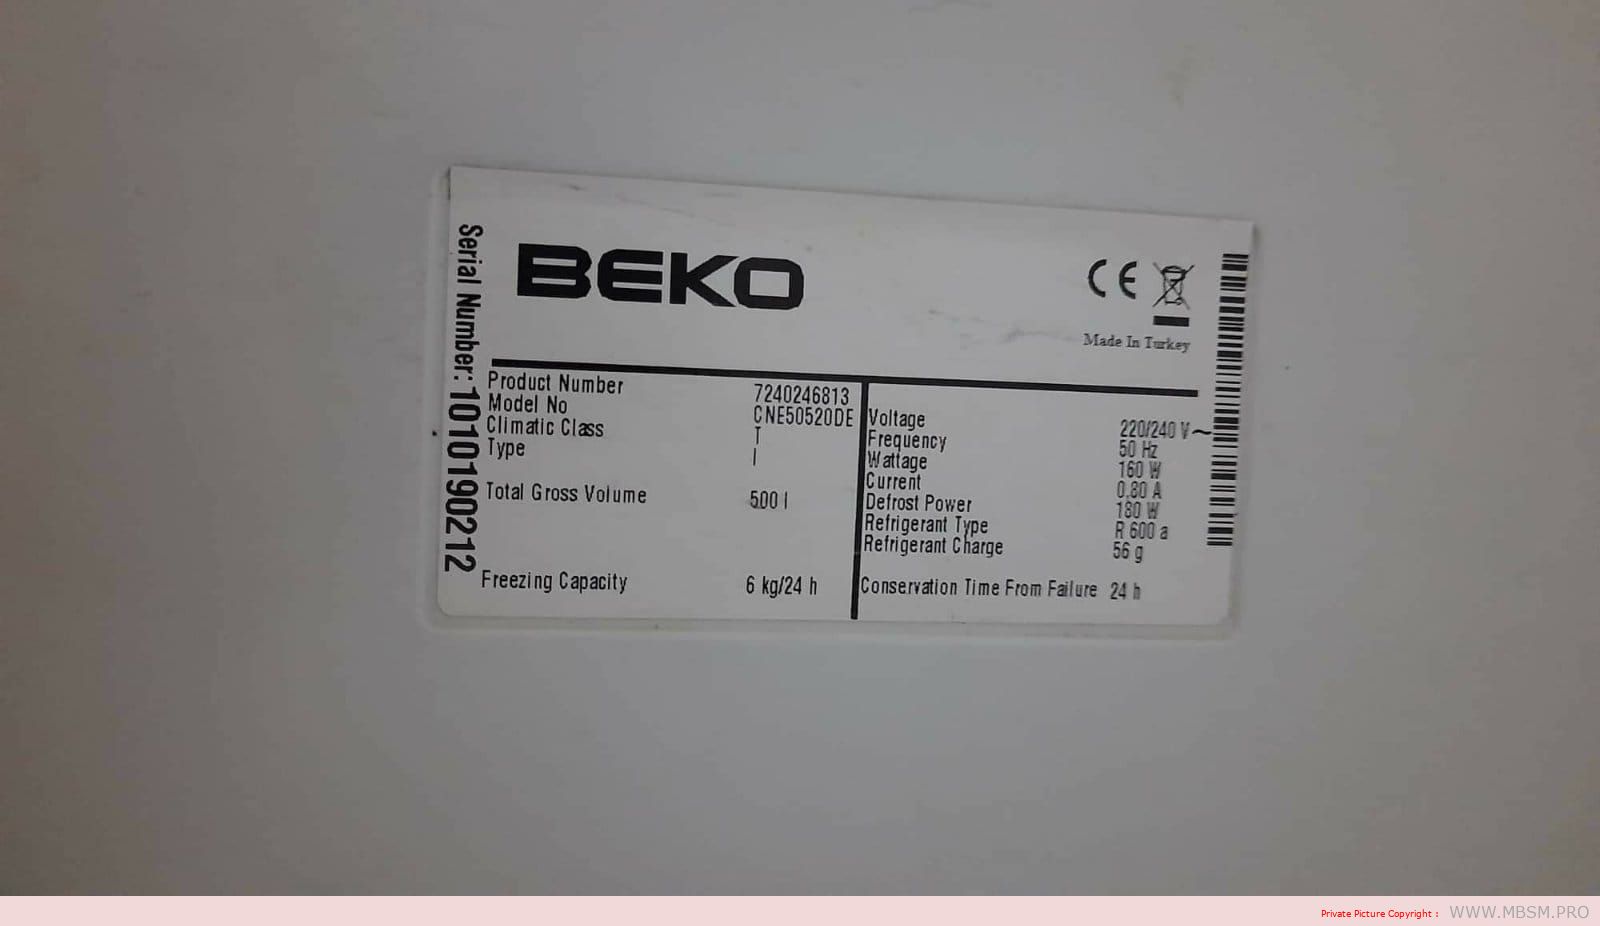 BEKO
CE
Made In Turkey
Serial Number: 1010190212
Product Number 7240246813
Model No CNE50520DE
Climatic Class T
Type I
Total Gross Volume 500 l
Freezing Capacity 6 kg/24 h
Voltage 220/240 V~
Frequency 50 Hz
Wattage 160 W
Current 0.80 A
Defrost Power 180 W
Refrigerant Type R 600 a
Refrigerant Charge 56 g
Conservation Time From Failure 24 h
Private Picture Copyright : WWW.MBSM.PRO